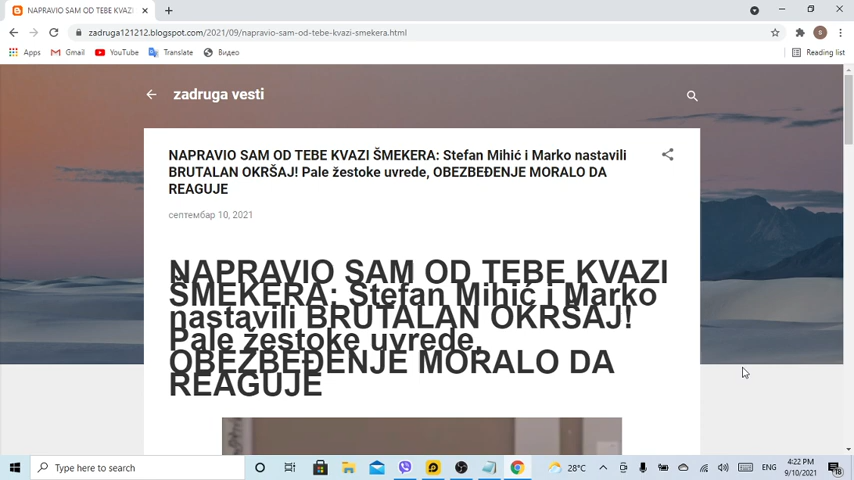 NAPRAVIO SAM OD TEBE KVAZI
zadruga121212.blogspot.com/2021/09/napravio-sam-od-tebe-kvazi-smekera.html
Apps Gmail YouTube Translate Видео Reading list
zadruga vesti
NAPRAVIO SAM OD TEBE KVAZI ŠMEKERA: Stefan Mihić i Marko nastavili
BRUTALAN OKRŠAJ! Pale žestoke uvrede, OBEZBEĐENJE MORALO DA
REAGUJE
септембар 10, 2021
NAPRAVIO SAM OD TEBE KVAZI
ŠMEKERA: Stefan Mihić i Marko
nastavili BRUTALAN OKRŠAJ!
Pale žestoke uvrede,
OBEZBEĐENJE MORALO DA
REAGUJE
Type here to search
28°C
ENG
4:22 PM
9/10/2021
18